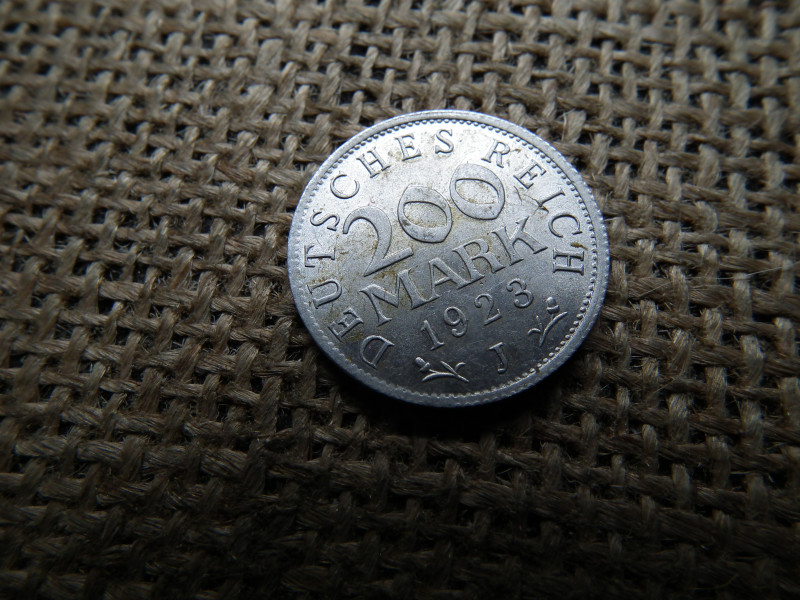 DEUTSCHES REICH
200
MARK
1923
J